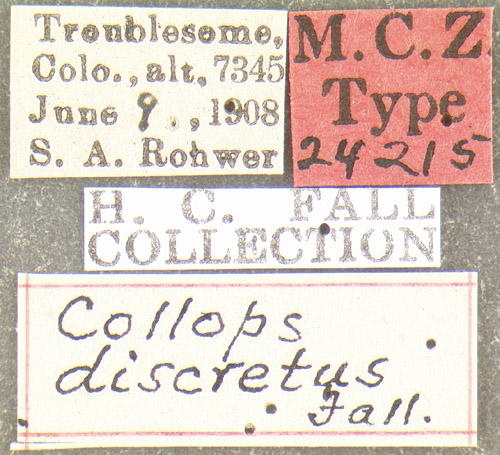 Troublesome,
Colo., alt. 7345
June 9, 1908
S. A. Rohwer
M.C.Z.
Type
24215
H. C. FALL
COLLECTION
Collops
discretus
Fall.